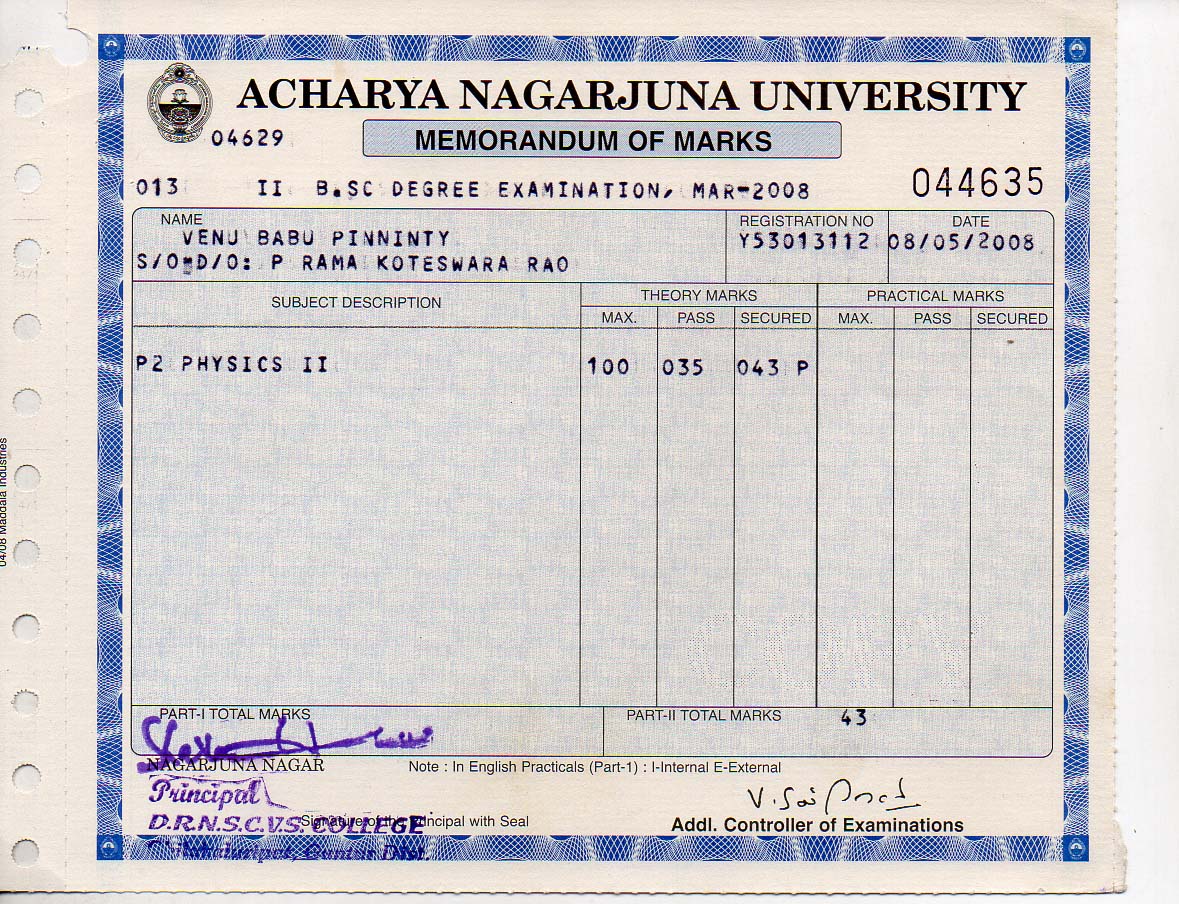 ACHARYA NAGARJUNA UNIVERSITY
04629
MEMORANDUM OF MARKS
013 II B.SC DEGREE EXAMINATION, MAR-2008
044635
NAME
VENU BABU PINNINTY
S/O-D/O: P RAMA KOTESWARA RAO
REGISTRATION NO
Y53013112
DATE
08/05/2008
SUBJECT DESCRIPTION
THEORY MARKS
PRACTICAL MARKS
MAX. PASS SECURED MAX. PASS SECURED
P2 PHYSICS II 100 035 043 P
PART-I TOTAL MARKS
PART-II TOTAL MARKS 43
NAGARJUNA NAGAR
Note : In English Practicals (Part-1) : I-Internal E-External
Principal
D.R.N.S.C.V.S. COLLEGE
Signature of the Principal with Seal
Guntur Dist.
Addl. Controller of Examinations
04/08 Maddala Industries